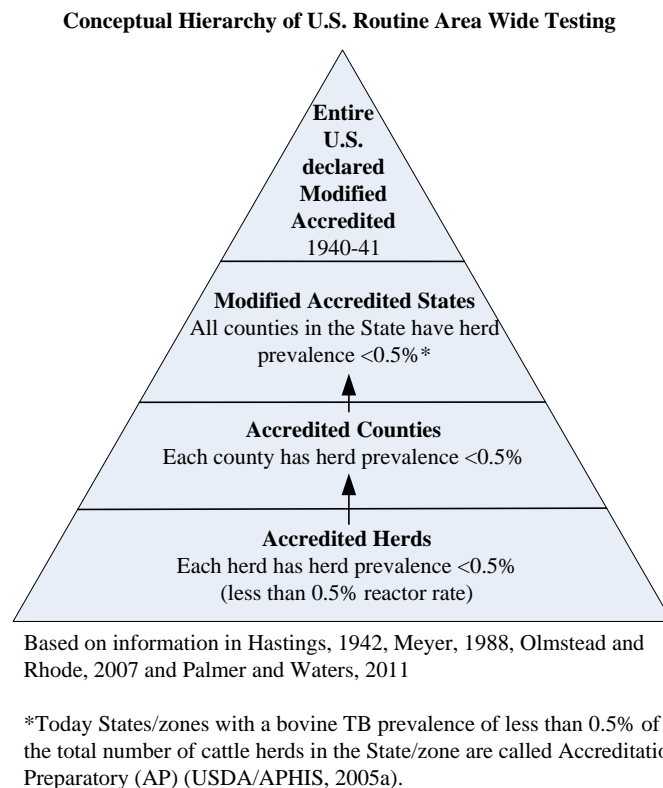 Conceptual Hierarchy of U.S. Routine Area Wide Testing
Entire
U.S.
declared
Modified
Accredited
1940-41
Modified Accredited States
All counties in the State have herd
prevalence <0.5%*
Accredited Counties
Each county has herd prevalence <0.5%
Accredited Herds
Each herd has herd prevalence <0.5%
(less than 0.5% reactor rate)
Based on information in Hastings, 1942, Meyer, 1988, Olmstead and
Rhode, 2007 and Palmer and Waters, 2011
*Today States/zones with a bovine TB prevalence of less than 0.5% of
the total number of cattle herds in the State/zone are called Accreditatio
Preparatory (AP) (USDA/APHIS, 2005a).